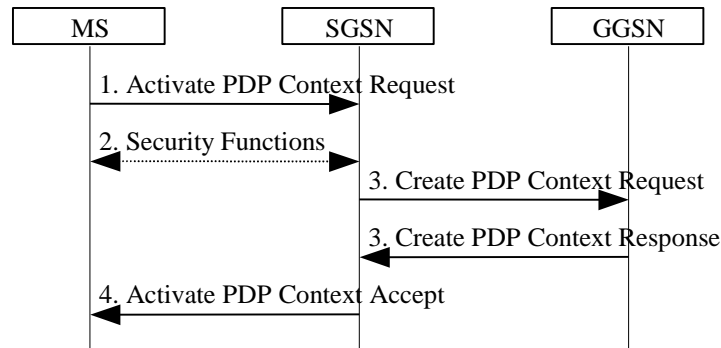 MS SGSN GGSN
1. Activate PDP Context Request
2. Security Functions
3. Create PDP Context Request
3. Create PDP Context Response
4. Activate PDP Context Accept